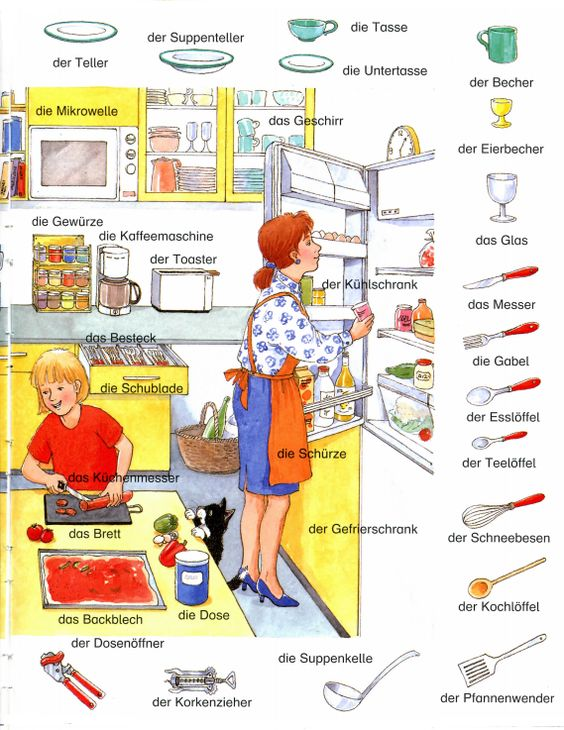 der Teller
der Suppenteller
die Tasse
die Untertasse
der Becher
die Mikrowelle
das Geschirr
der Eierbecher
das Glas
die Gewürze
die Kaffeemaschine
der Toaster
der Kühlschrank
das Messer
das Besteck
die Gabel
die Schublade
der Esslöffel
die Schürze
der Teelöffel
das Küchenmesser
das Brett
der Gefrierschrank
der Schneebesen
das Backblech
die Dose
der Kochlöffel
der Dosenöffner
die Suppenkelle
der Korkenzieher
der Pfannenwender